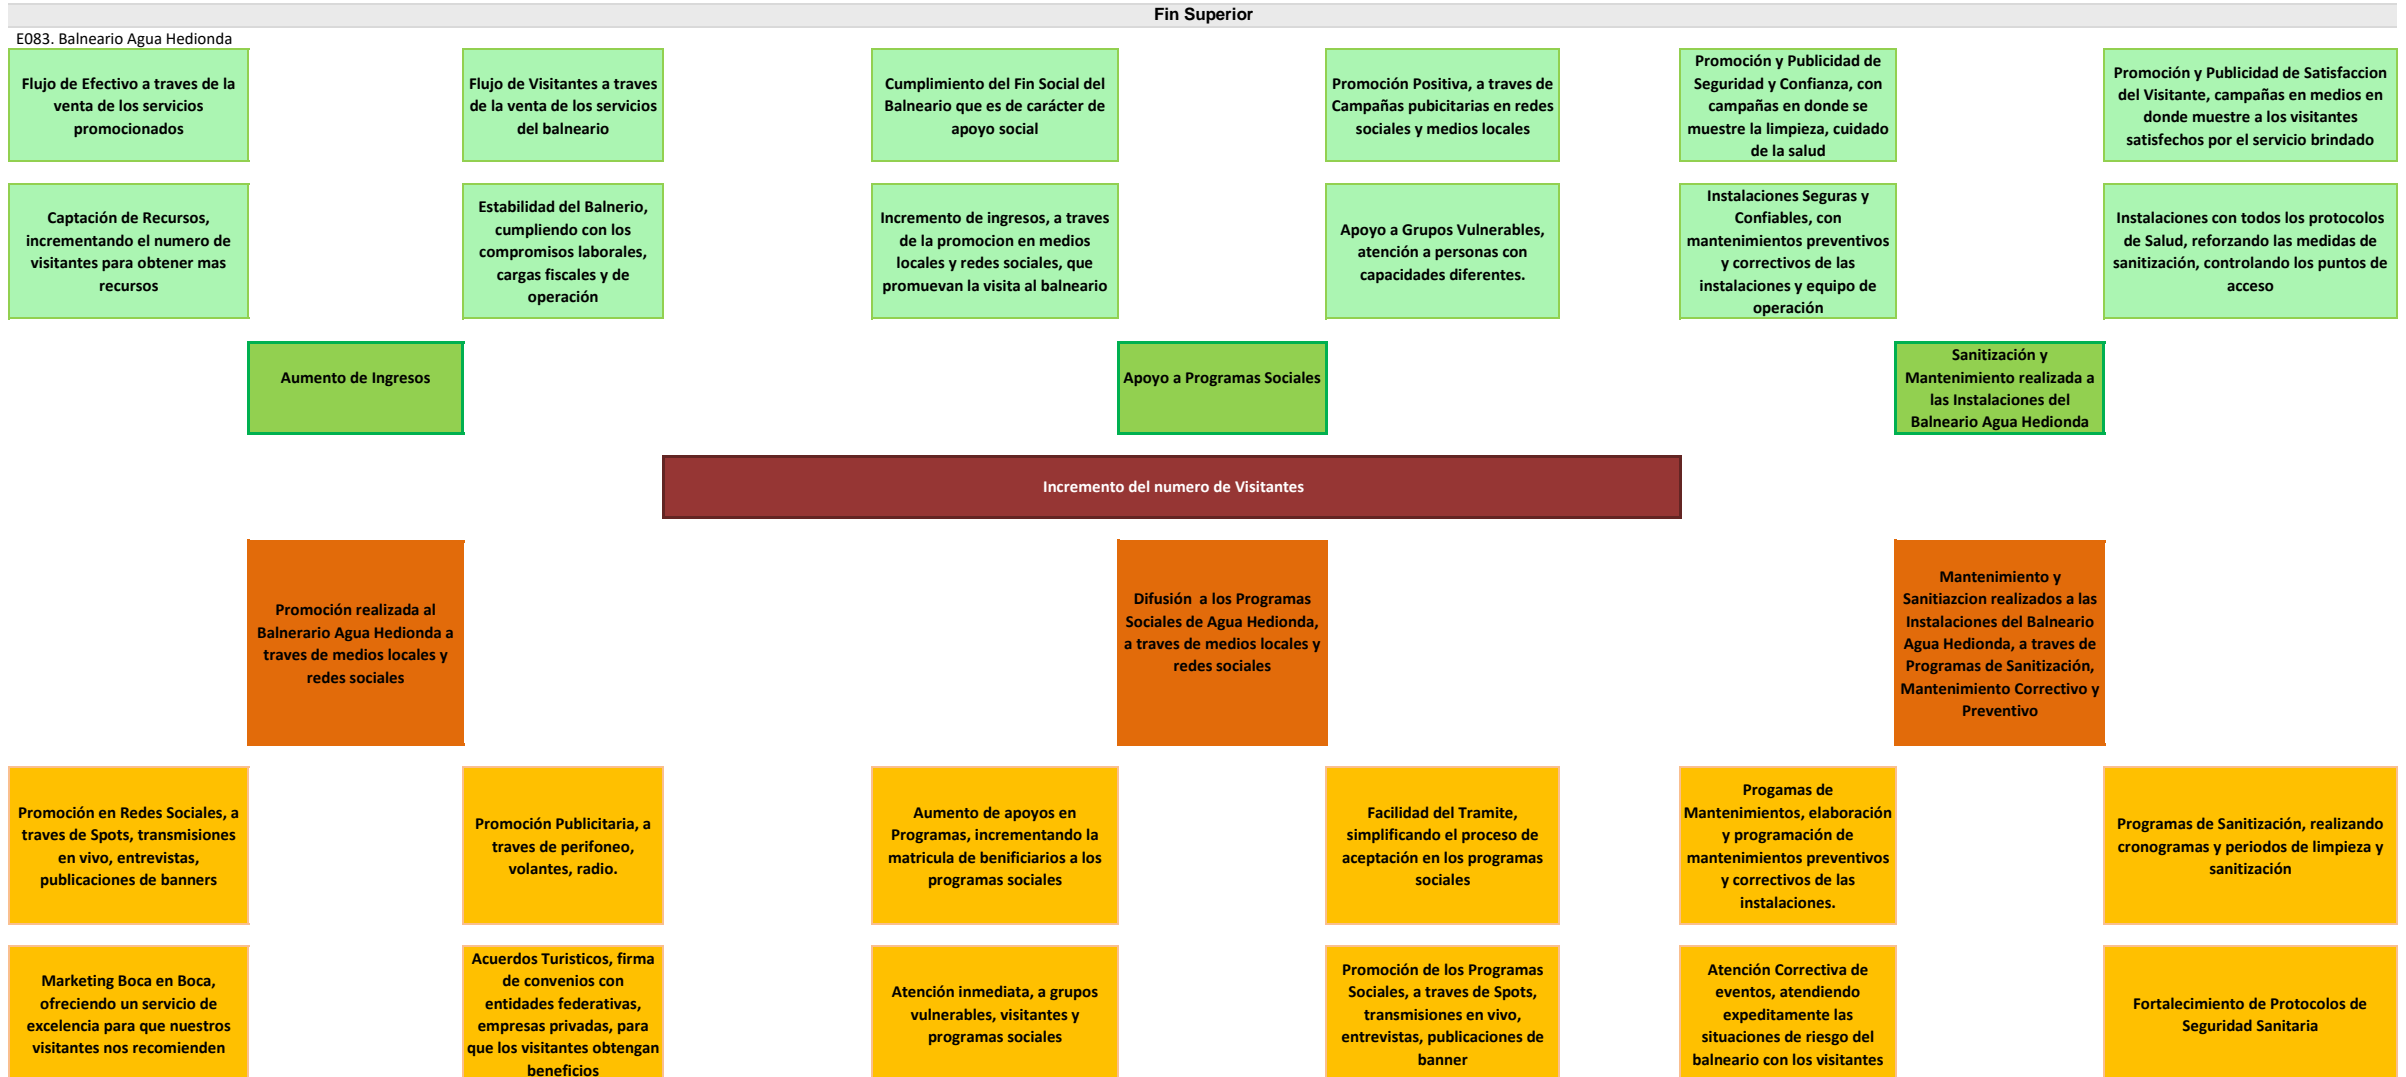 Fin Superior
E083. Balneario Agua Hedionda
Flujo de Efectivo a traves de la
venta de los servicios
promocionados
Flujo de Visitantes a traves
de la venta de los servicios
del balneario
Cumplimiento del Fin Social del
Balneario que es de carácter de
apoyo social
Promoción Positiva, a traves de
Campañas pubicitarias en redes
sociales y medios locales
Promoción y Publicidad de
Seguridad y Confianza, con
campañas en donde se
muestre la limpieza, cuidado
de la salud
Promoción y Publicidad de Satisfaccion
del Visitante, campañas en medios en
donde muestre a los visitantes
satisfechos por el servicio brindado
Captación de Recursos,
incrementando el numero de
visitantes para obtener mas
recursos
Estabilidad del Balnerio,
cumpliendo con los
compromisos laborales,
cargas fiscales y de
operación
Incremento de ingresos, a traves
de la promocion en medios
locales y redes sociales, que
promuevan la visita al balneario
Apoyo a Grupos Vulnerables,
atención a personas con
capacidades diferentes.
Instalaciones Seguras y
Confiables, con
mantenimientos preventivos
y correctivos de las
instalaciones y equipo de
operación
Instalaciones con todos los protocolos
de Salud, reforzando las medidas de
sanitización, controlando los puntos de
acceso
Aumento de Ingresos
Apoyo a Programas Sociales
Sanitización y
Mantenimiento realizada a
las Instalaciones del
Balneario Agua Hedionda
Incremento del numero de Visitantes
Promoción realizada al
Balnerario Agua Hedionda a
traves de medios locales y
redes sociales
Difusión  a los Programas
Sociales de Agua Hedionda,
a traves de medios locales y
redes sociales
Mantenimiento y
Sanitiazcion realizados a las
Instalaciones del Balneario
Agua Hedionda, a traves de
Programas de Sanitización,
Mantenimiento Correctivo y
Preventivo
Promoción en Redes Sociales, a
traves de Spots, transmisiones
en vivo, entrevistas,
publicaciones de banners
Promoción Publicitaria, a
traves de perifoneo,
volantes, radio.
Aumento de apoyos en
Programas, incrementando la
matricula de benificiarios a los
programas sociales
Facilidad del Tramite,
simplificando el proceso de
aceptación en los programas
sociales
Progamas de
Mantenimientos, elaboración
y programación de
mantenimientos preventivos
y correctivos de las
instalaciones.
Programas de Sanitización, realizando
cronogramas y periodos de limpieza y
sanitización
Marketing Boca en Boca,
ofreciendo un servicio de
excelencia para que nuestros
visitantes nos recomienden
Acuerdos Turisticos, firma
de convenios con
entidades federativas,
empresas privadas, para
que los visitantes obtengan
beneficios
Atención inmediata, a grupos
vulnerables, visitantes y
programas sociales
Promoción de los Programas
Sociales, a traves de Spots,
transmisiones en vivo,
entrevistas, publicaciones de
banner
Atención Correctiva de
eventos, atendiendo
expeditamente las
situaciones de riesgo del
balneario con los visitantes
Fortalecimiento de Protocolos de
Seguridad Sanitaria